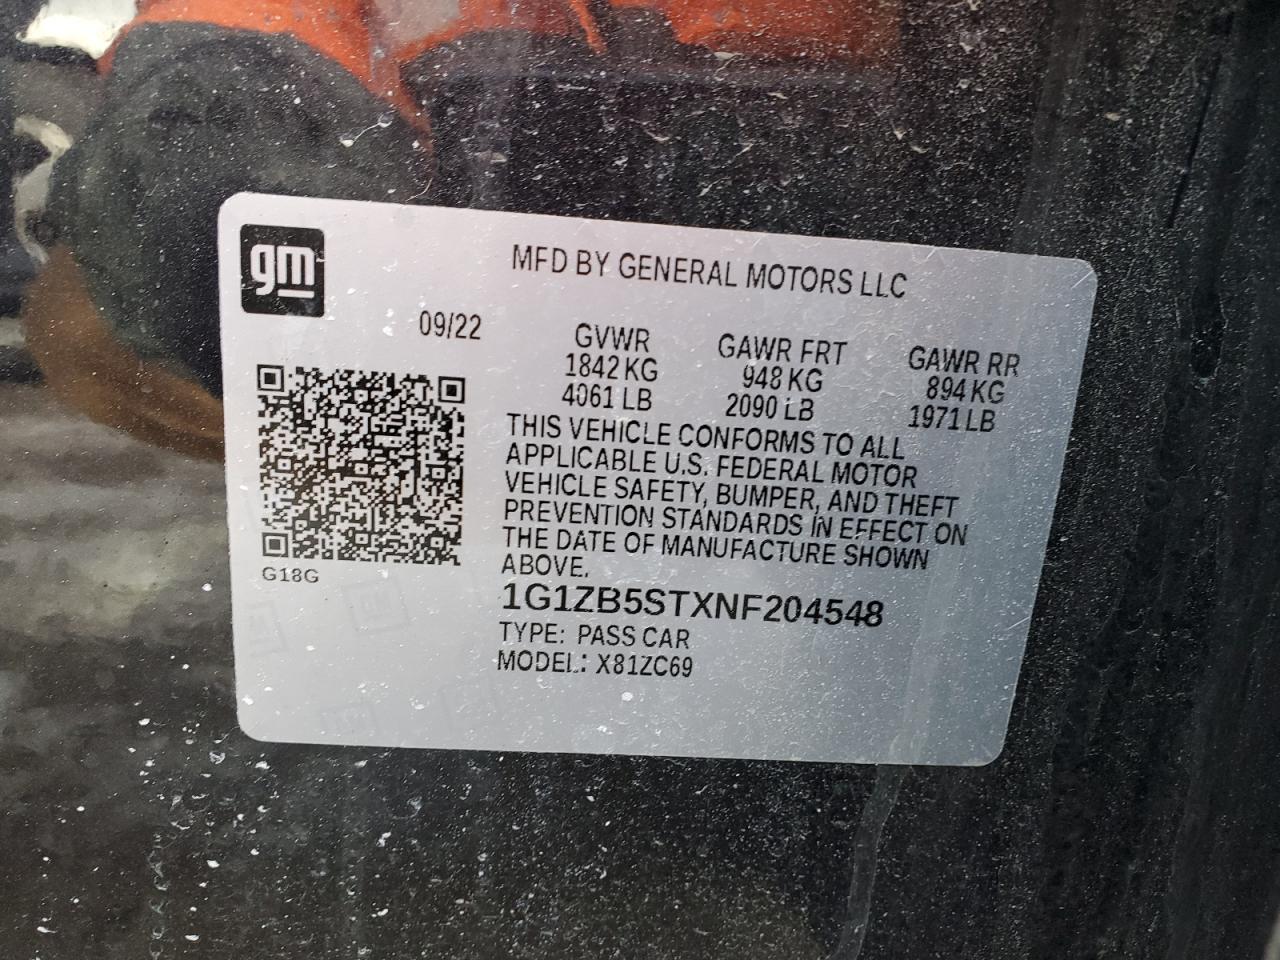 gm
MFD BY GENERAL MOTORS LLC
09/22
GVWR GAWR FRT GAWR RR
1842 KG 948 KG 894 KG
4061 LB 2090 LB 1971 LB
THIS VEHICLE CONFORMS TO ALL
APPLICABLE U.S. FEDERAL MOTOR
VEHICLE SAFETY, BUMPER, AND THEFT
PREVENTION STANDARDS IN EFFECT ON
THE DATE OF MANUFACTURE SHOWN
ABOVE.
G18G
1G1ZB5STXNF204548
TYPE: PASS CAR
MODEL: X81ZC69